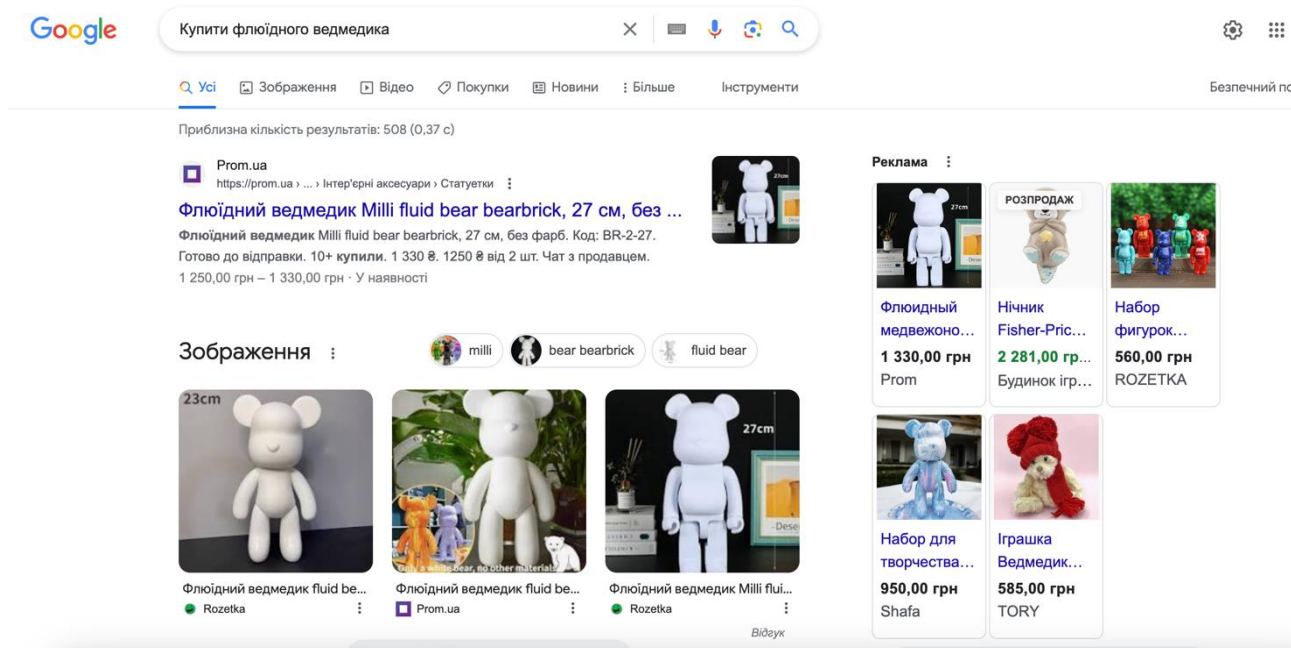 Google
Купити флюїдного ведмедика
Усі
Зображення
Відео
Покупки
Новини
Більше
Інструменти
Безпечний по
Приблизна кількість результатів: 508 (0,37 с)
Prom.ua
https://prom.ua › ... › Інтер'єрні аксесуари › Статуетки
Флюїдний ведмедик Milli fluid bear bearbrick, 27 см, без ...
Флюїдний ведмедик Milli fluid bear bearbrick, 27 см, без фарб. Код: BR-2-27.
Готово до відправки. 10+ купили. 1 330 ₴. 1250 ₴ від 2 шт. Чат з продавцем.
1 250,00 грн – 1 330,00 грн · У наявності
27cm
Зображення
milli
bear bearbrick
fluid bear
23cm
Only a white bear, no other materials
27cm
Флюїдний ведмедик fluid be...
Rozetka
Флюїдний ведмедик fluid be...
Prom.ua
Флюїдний ведмедик Milli flui...
Rozetka
Відгук
Реклама
27cm
Флюидный
медвежоно...
1 330,00 грн
Prom
РОЗПРОДАЖ
Нічник
Fisher-Pric...
2 281,00 гр...
Будинок ігр...
Набор
фигурок...
560,00 грн
ROZETKA
Набор для
творчества...
950,00 грн
Shafa
Іграшка
Ведмедик...
585,00 грн
TORY